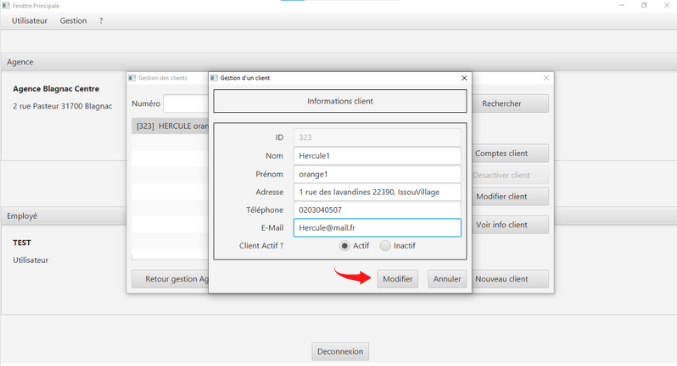 Fenêtre Principale
Utilisateur Gestion ?
Agence
Agence Blagnac Centre
2 rue Pasteur 31700 Blagnac
Employé
TEST
Utilisateur
Gestion des clients
Numéro
Rechercher
[323] HERCULE oran
Comptes client
Desactiver client
Modifier client
Voir info client
Retour gestion Ag
Nouveau client
Gestion d'un client
Informations client
ID 323
Nom Hercule1
Prénom orange1
Adresse 1 rue des lavandines 22390, IssouVillage
Téléphone 0203040507
E-Mail Hercule@mail.fr
Client Actif ? Actif Inactif
Modifier Annuler
Deconnexion